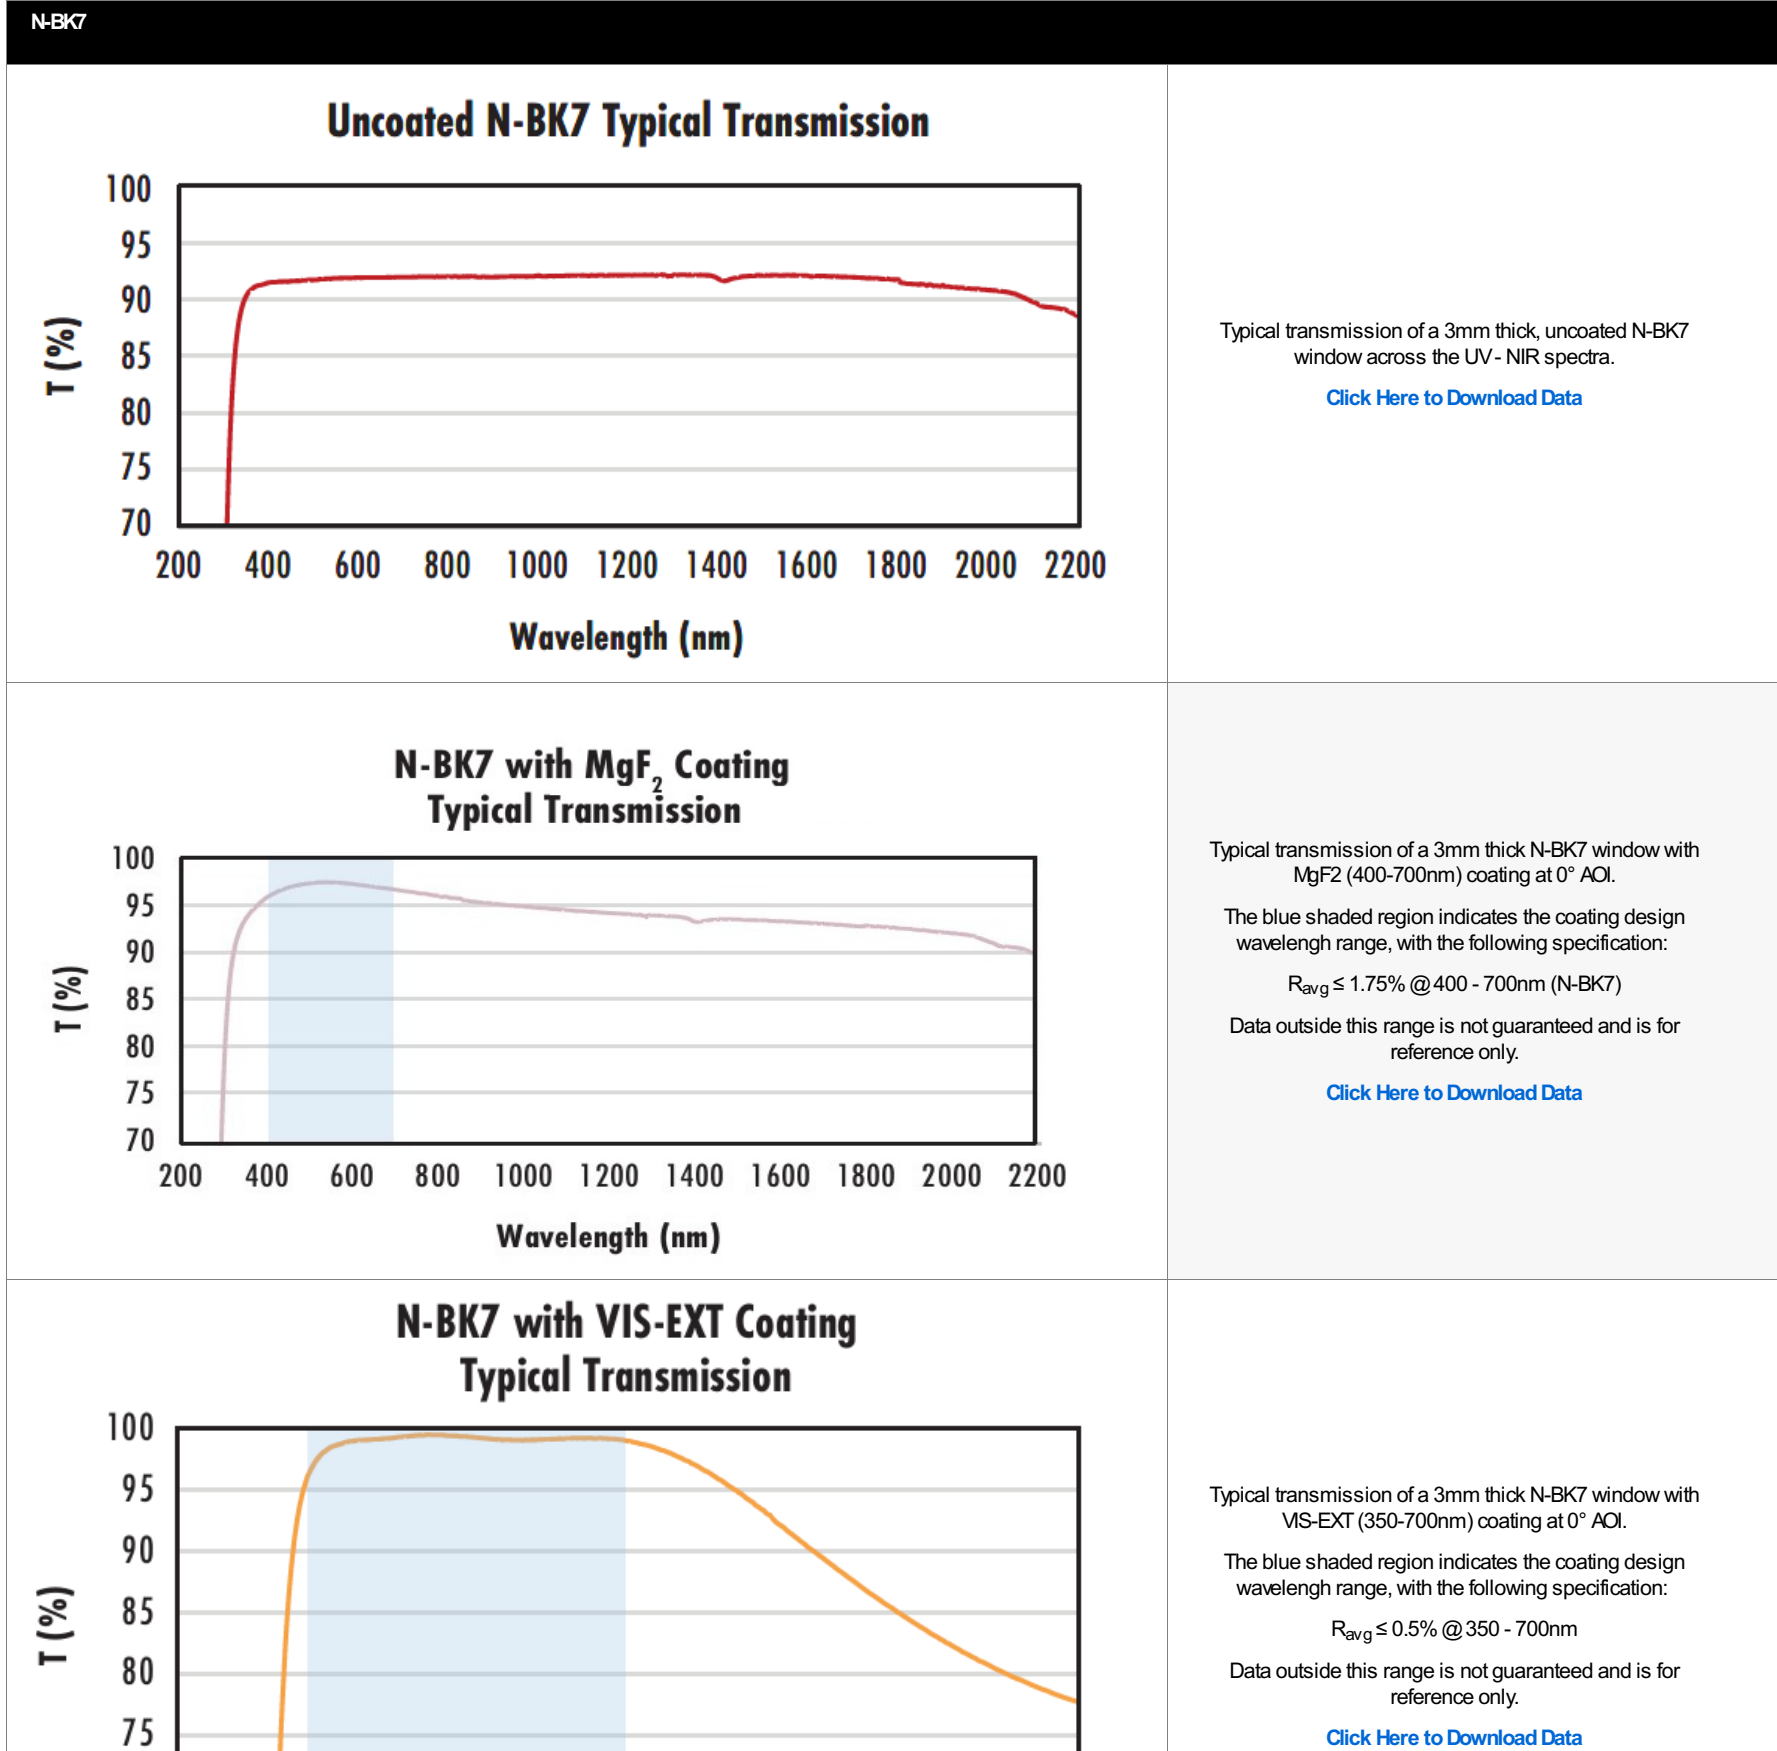 N-BK7
Uncoated N-BK7 Typical Transmission
100
95
90
85
80
75
70
T (%)
200 400 600 800 1000 1200 1400 1600 1800 2000 2200
Wavelength (nm)
Typical transmission of a 3mm thick, uncoated N-BK7
window across the UV - NIR spectra.
Click Here to Download Data
N-BK7 with MgF₂ Coating
Typical Transmission
100
95
90
85
80
75
70
T (%)
200 400 600 800 1000 1200 1400 1600 1800 2000 2200
Wavelength (nm)
Typical transmission of a 3mm thick N-BK7 window with
MgF2 (400-700nm) coating at 0° AOI.
The blue shaded region indicates the coating design
wavelengh range, with the following specification:
Ravg ≤ 1.75% @ 400 - 700nm (N-BK7)
Data outside this range is not guaranteed and is for
reference only.
Click Here to Download Data
N-BK7 with VIS-EXT Coating
Typical Transmission
100
95
90
85
80
75
T (%)
Typical transmission of a 3mm thick N-BK7 window with
VIS-EXT (350-700nm) coating at 0° AOI.
The blue shaded region indicates the coating design
wavelengh range, with the following specification:
Ravg ≤ 0.5% @ 350 - 700nm
Data outside this range is not guaranteed and is for
reference only.
Click Here to Download Data